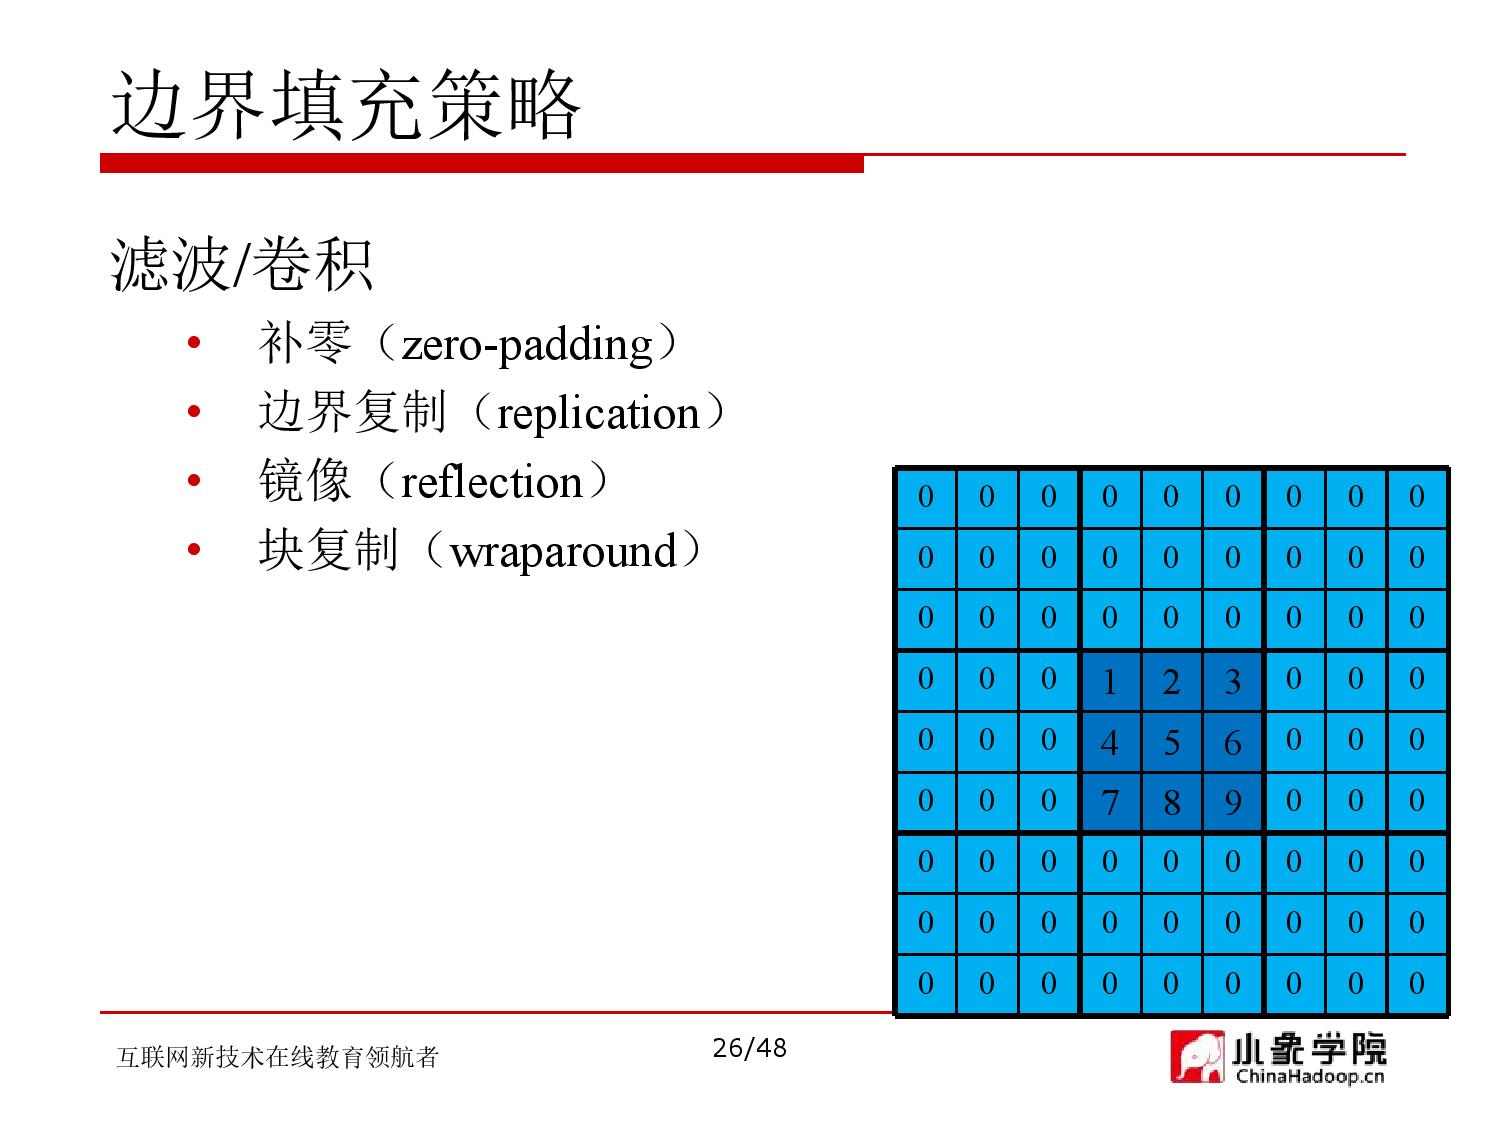 边界填充策略
滤波/卷积
• 补零（zero-padding）
• 边界复制（replication）
• 镜像（reflection）
• 块复制（wraparound）
0 0 0 0 0 0 0 0 0
0 0 0 0 0 0 0 0 0
0 0 0 0 0 0 0 0 0
0 0 0 1 2 3 0 0 0
0 0 0 4 5 6 0 0 0
0 0 0 7 8 9 0 0 0
0 0 0 0 0 0 0 0 0
0 0 0 0 0 0 0 0 0
0 0 0 0 0 0 0 0 0
互联网新技术在线教育领航者
26/48
小象学院
ChinaHadoop.cn